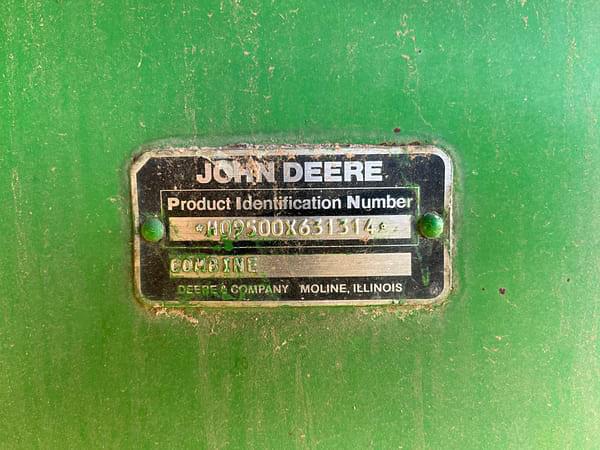 JOHN DEERE
Product Identification Number
*H09500X631314*
COMBINE
DEERE & COMPANY MOLINE, ILLINOIS